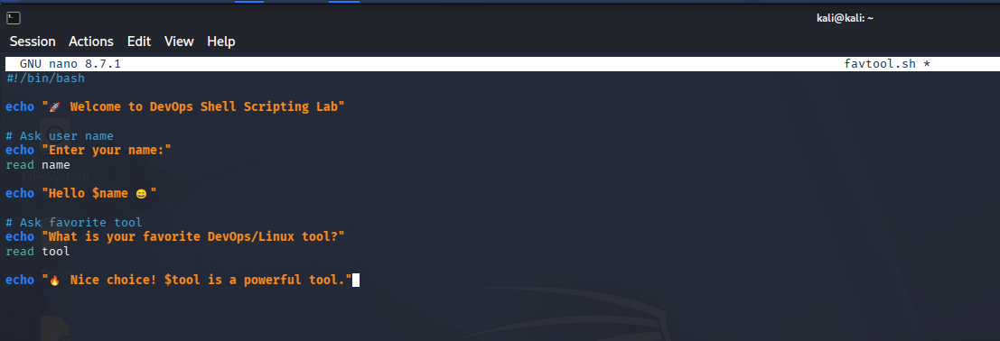 kali@kali: ~
Session Actions Edit View Help
GNU nano 8.7.1 favtool.sh *
#!/bin/bash
echo "🚀 Welcome to DevOps Shell Scripting Lab"
# Ask user name
echo "Enter your name:"
read name
File System
echo "Hello $name 😄"
# Ask favorite tool
echo "What is your favorite DevOps/Linux tool?"
read tool
echo "🔥 Nice choice! $tool is a powerful tool."